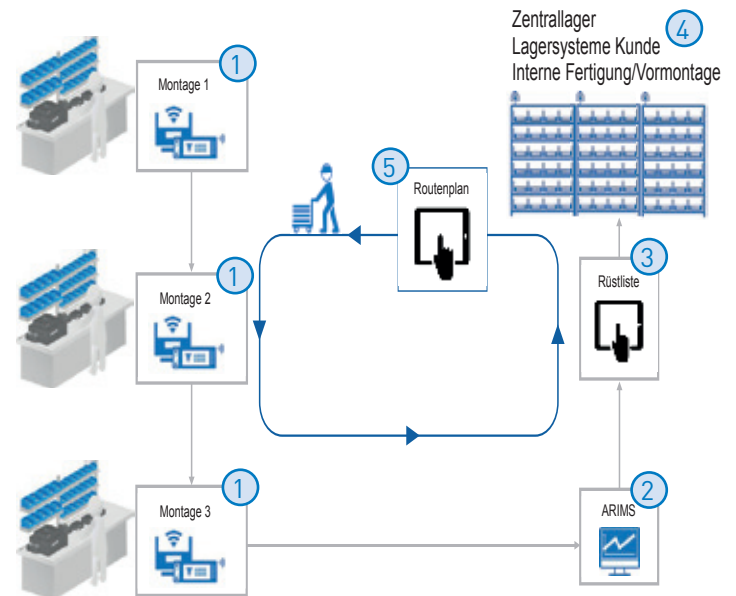 Zentrallager
Lagersysteme Kunde
Interne Fertigung/Vormontage
4
1
Montage 1
5
Routenplan
1
Montage 2
3
Rüstliste
1
Montage 3
2
ARIMS